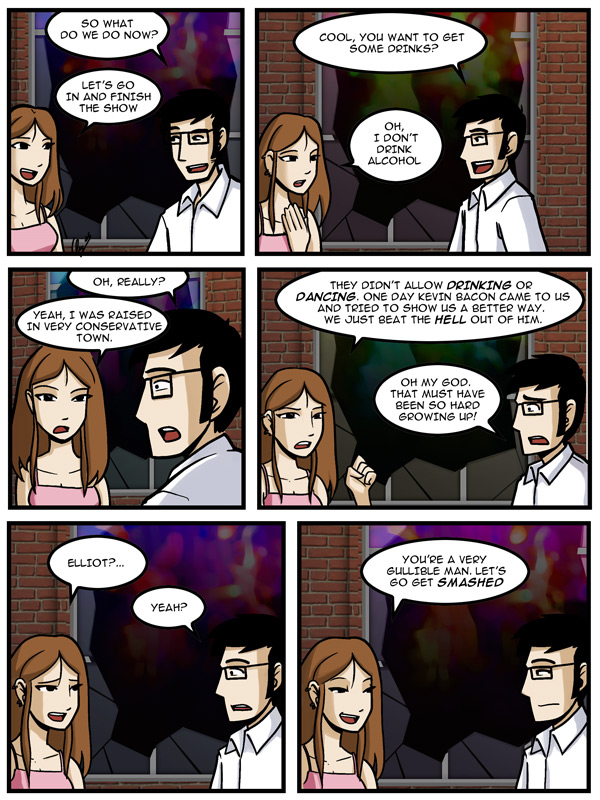 SO WHAT
DO WE DO NOW?
LET'S GO
IN AND FINISH
THE SHOW
COOL, YOU WANT TO GET
SOME DRINKS?
OH,
I DON'T
DRINK
ALCOHOL
OH, REALLY?
YEAH, I WAS RAISED
IN VERY CONSERVATIVE
TOWN.
THEY DIDN'T ALLOW DRINKING OR
DANCING. ONE DAY KEVIN BACON CAME TO US
AND TRIED TO SHOW US A BETTER WAY.
WE JUST BEAT THE HELL OUT OF HIM.
OH MY GOD.
THAT MUST HAVE
BEEN SO HARD
GROWING UP!
ELLIOT?...
YEAH?
YOU'RE A VERY
GULLIBLE MAN. LET'S
GO GET SMASHED